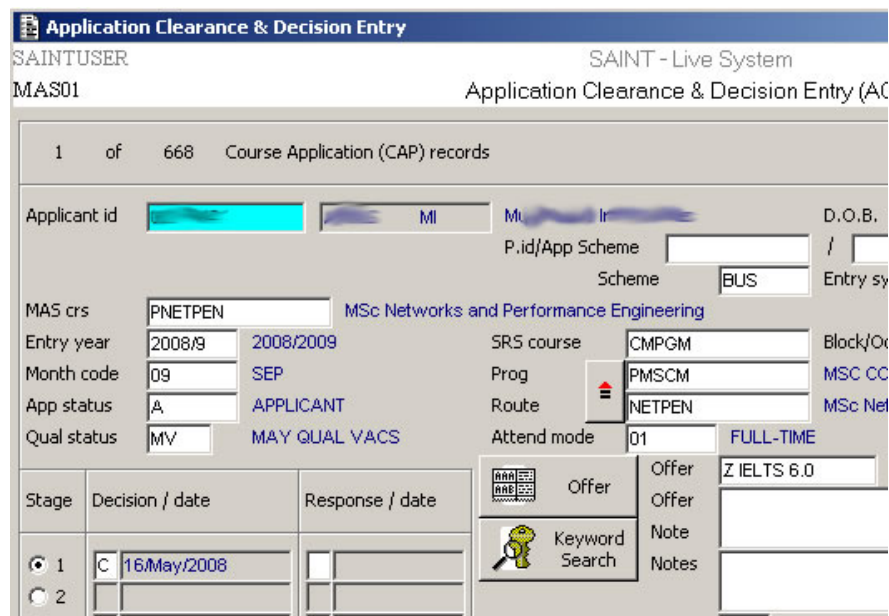 Application Clearance & Decision Entry
SAINTUSER SAINT - Live System
MAS01 Application Clearance & Decision Entry (AC
1 of 668 Course Application (CAP) records
Applicant id MI D.O.B.
P.id/App Scheme /
Scheme BUS Entry sy
MAS crs PNETPEN MSc Networks and Performance Engineering
Entry year 2008/9 2008/2009 SRS course CMPGM Block/Oc
Month code 09 SEP Prog PMSCM MSC CC
App status A APPLICANT Route NETPEN MSc Net
Qual status MV MAY QUAL VACS Attend mode 01 FULL-TIME
Stage Decision / date Response / date AAA AAB Offer Offer Z IELTS 6.0
Offer
Keyword Search Note
1 C 16/May/2008 Notes
2